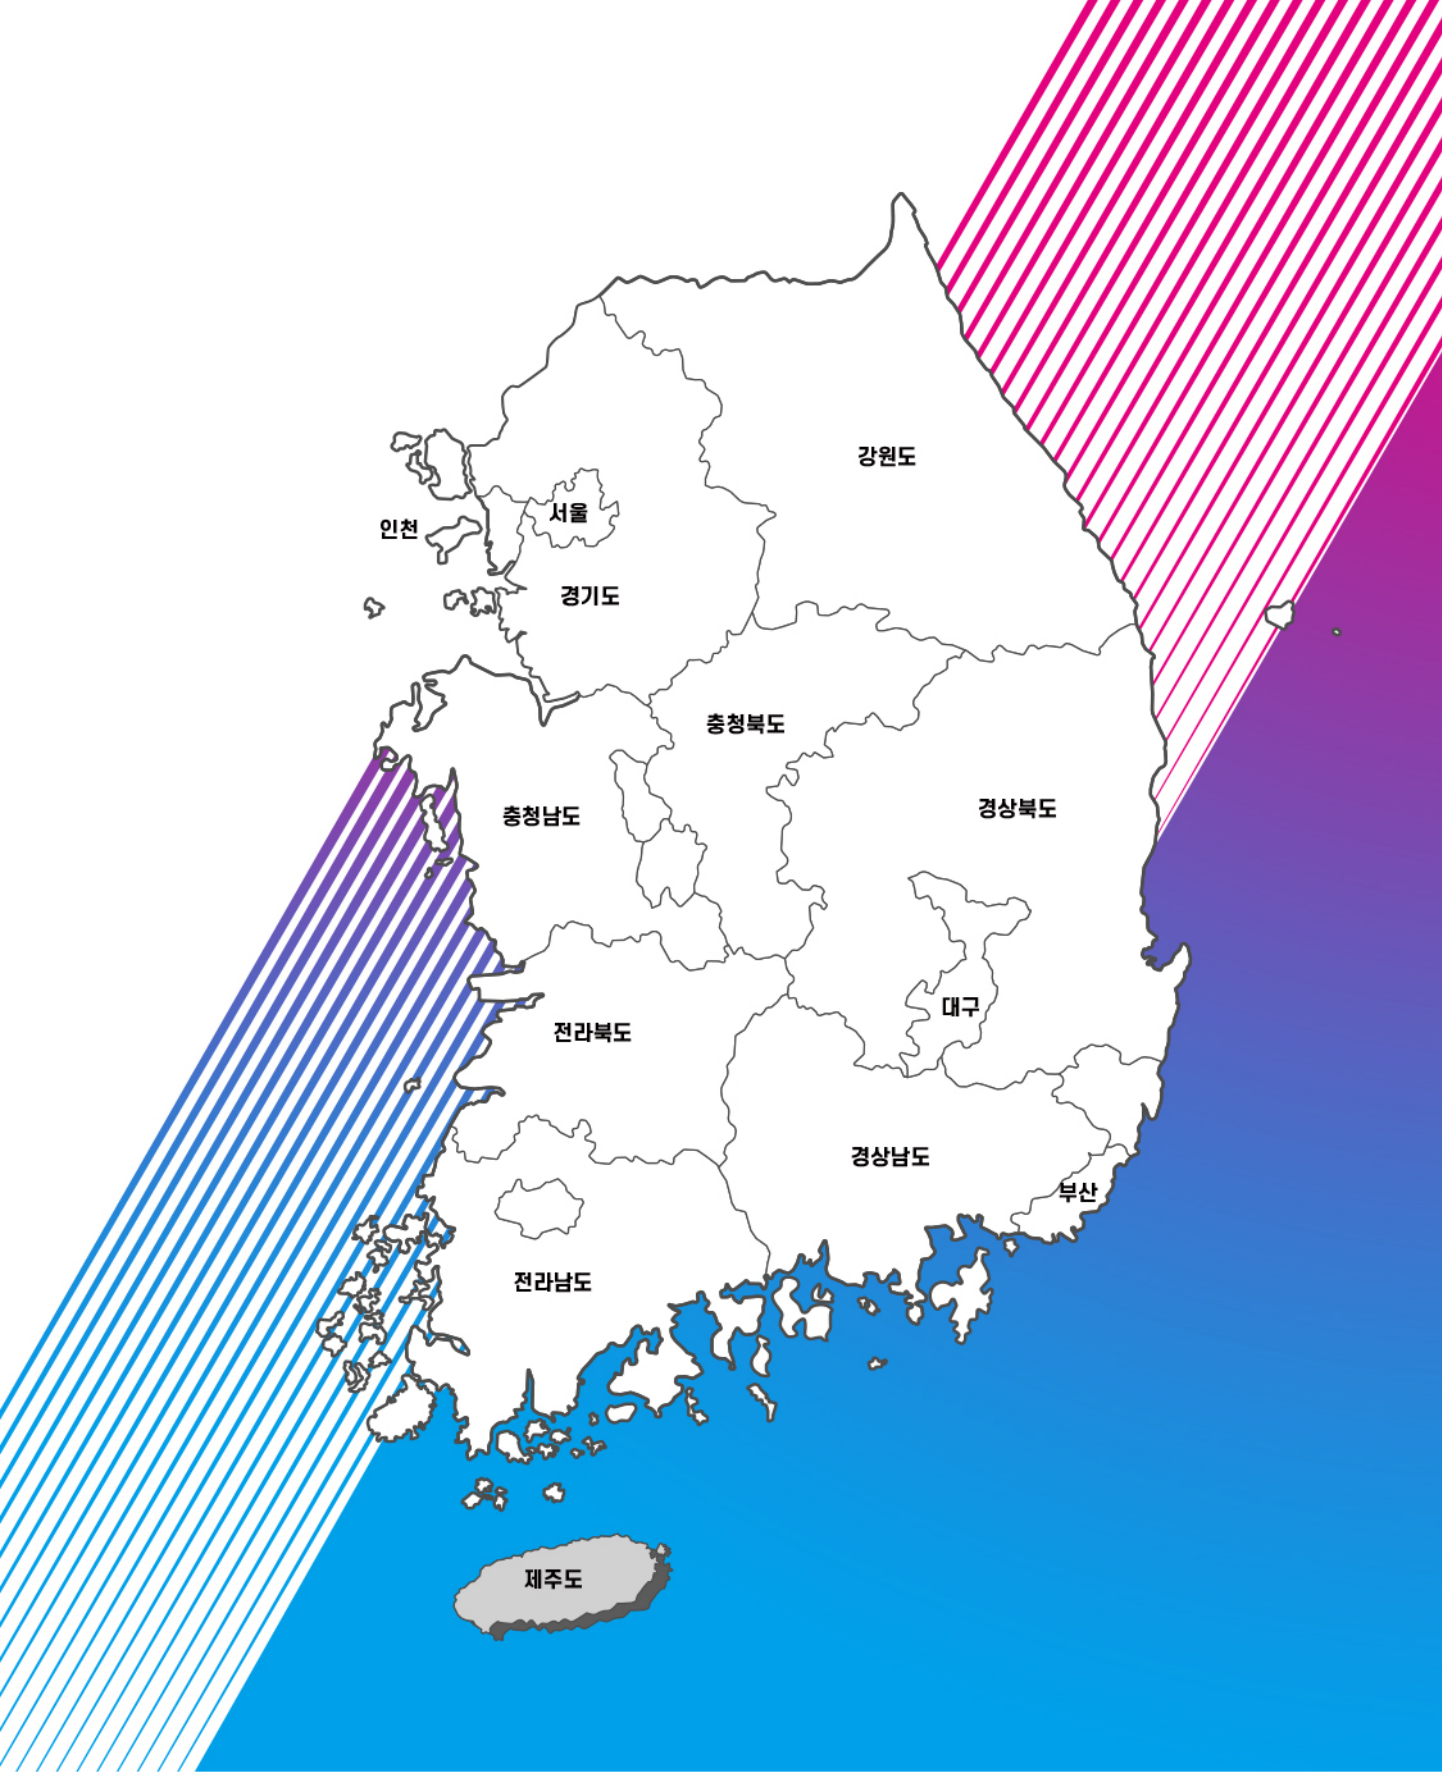 강원도
서울
인천
경기도
충청북도
경상북도
충청남도
대구
전라북도
경상남도
부산
전라남도
제주도